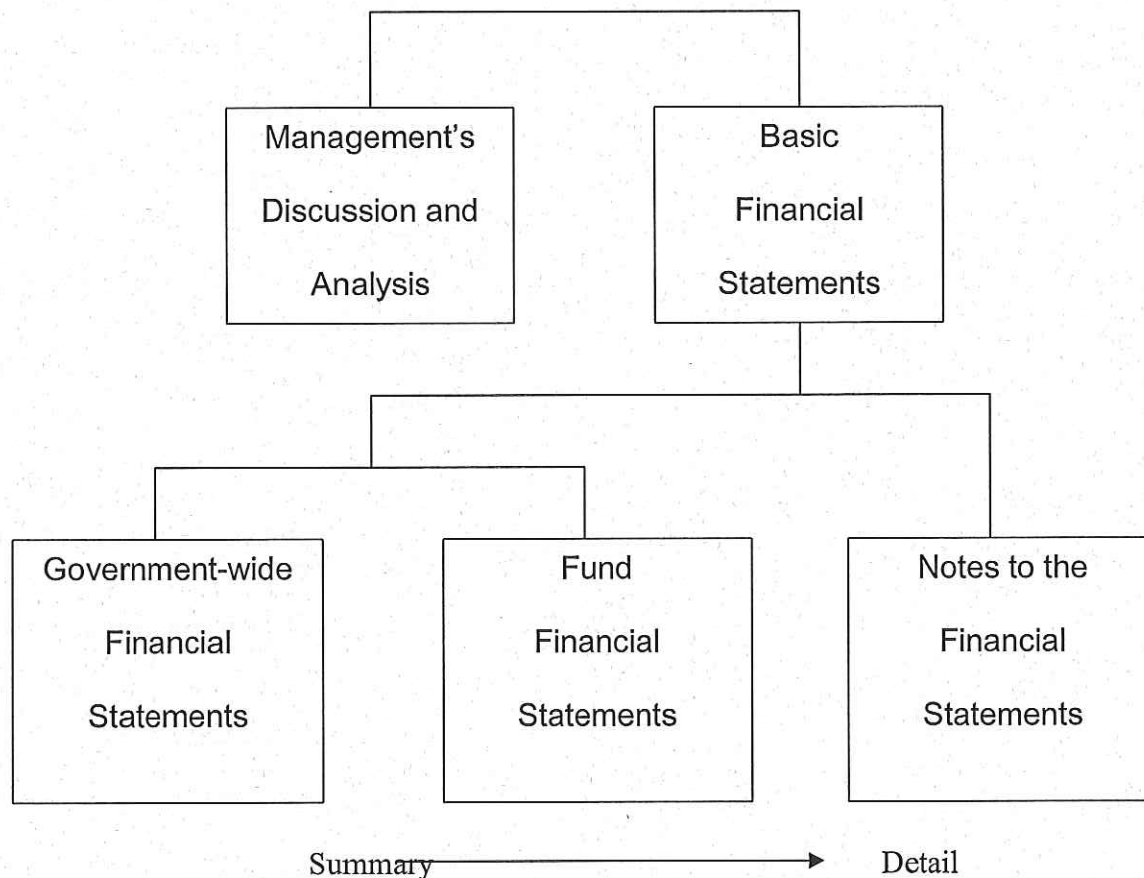 Management's
Discussion and
Analysis
Basic
Financial
Statements
Government-wide
Financial
Statements
Fund
Financial
Statements
Notes to the
Financial
Statements
Summary Detail